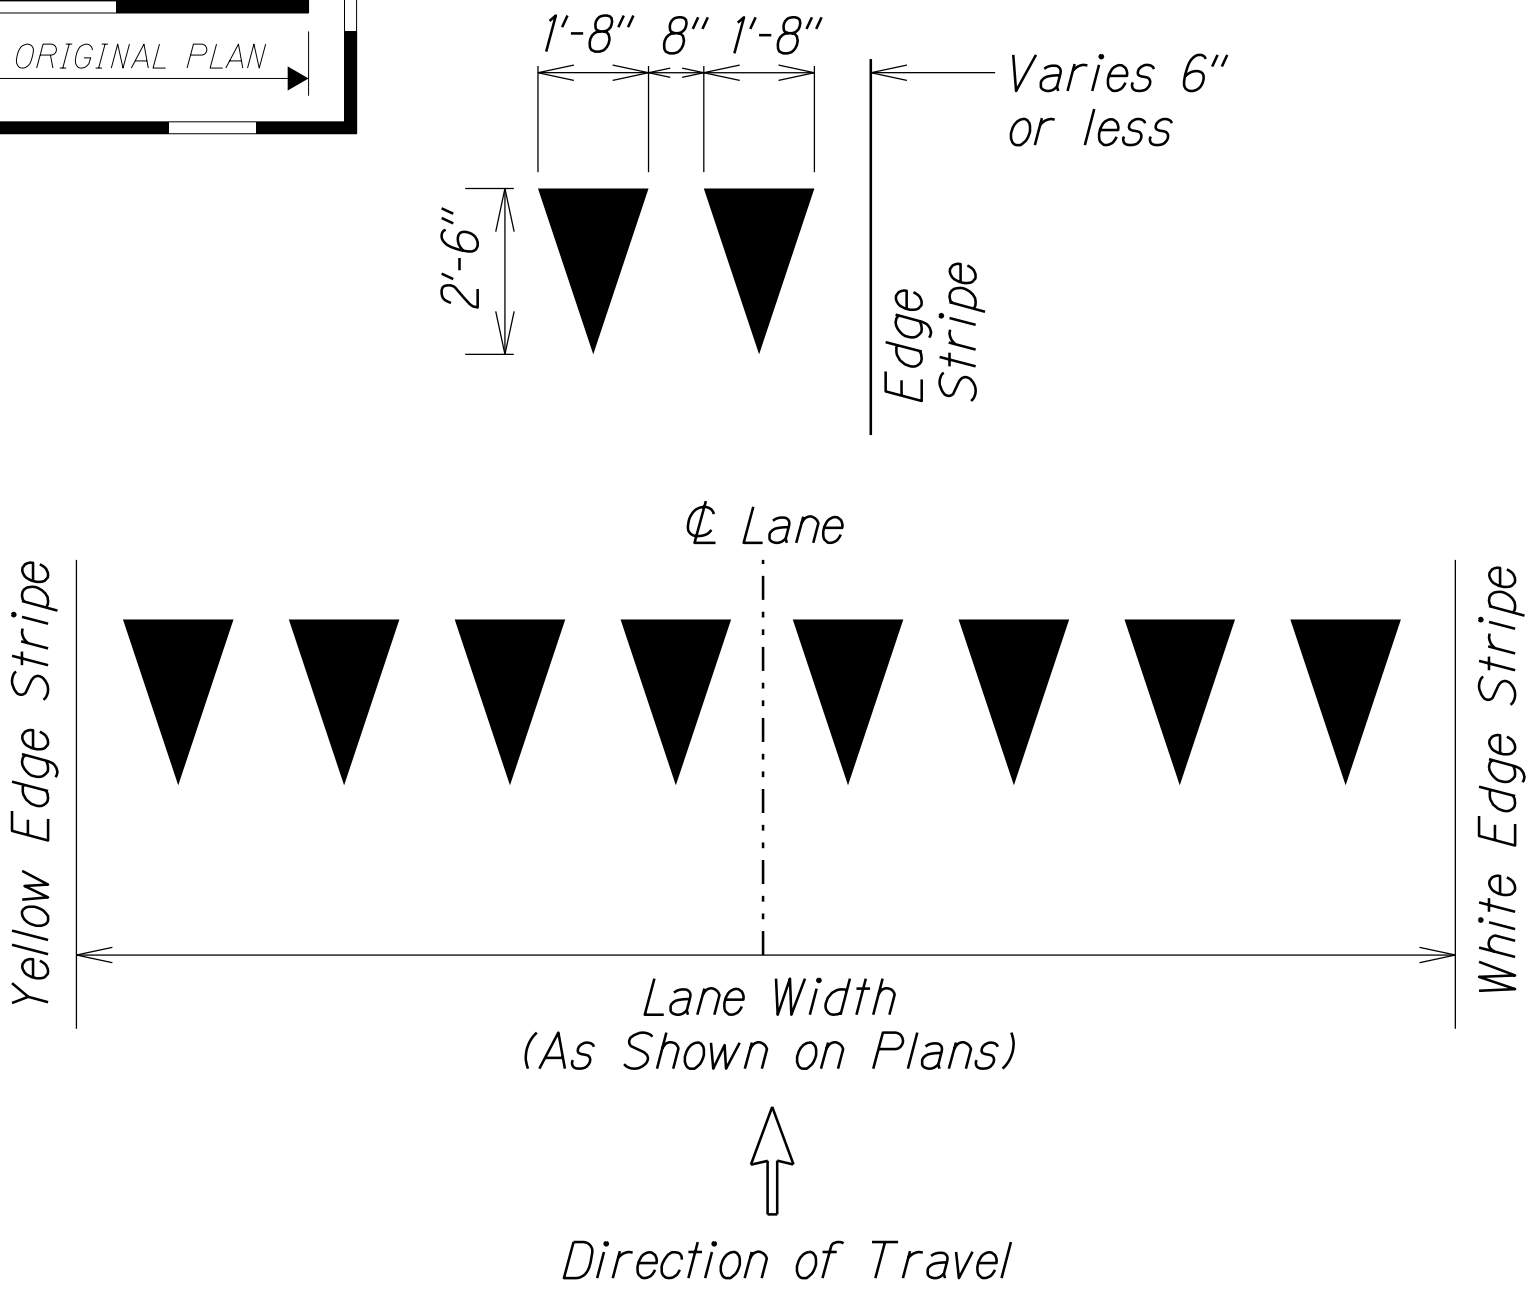 ORIGINAL PLAN
1'-8" 8" 1'-8"
Varies 6"
or less
2'-6"
Edge
Stripe
℄ Lane
Yellow Edge Stripe
White Edge Stripe
Lane Width
(As Shown on Plans)
Direction of Travel